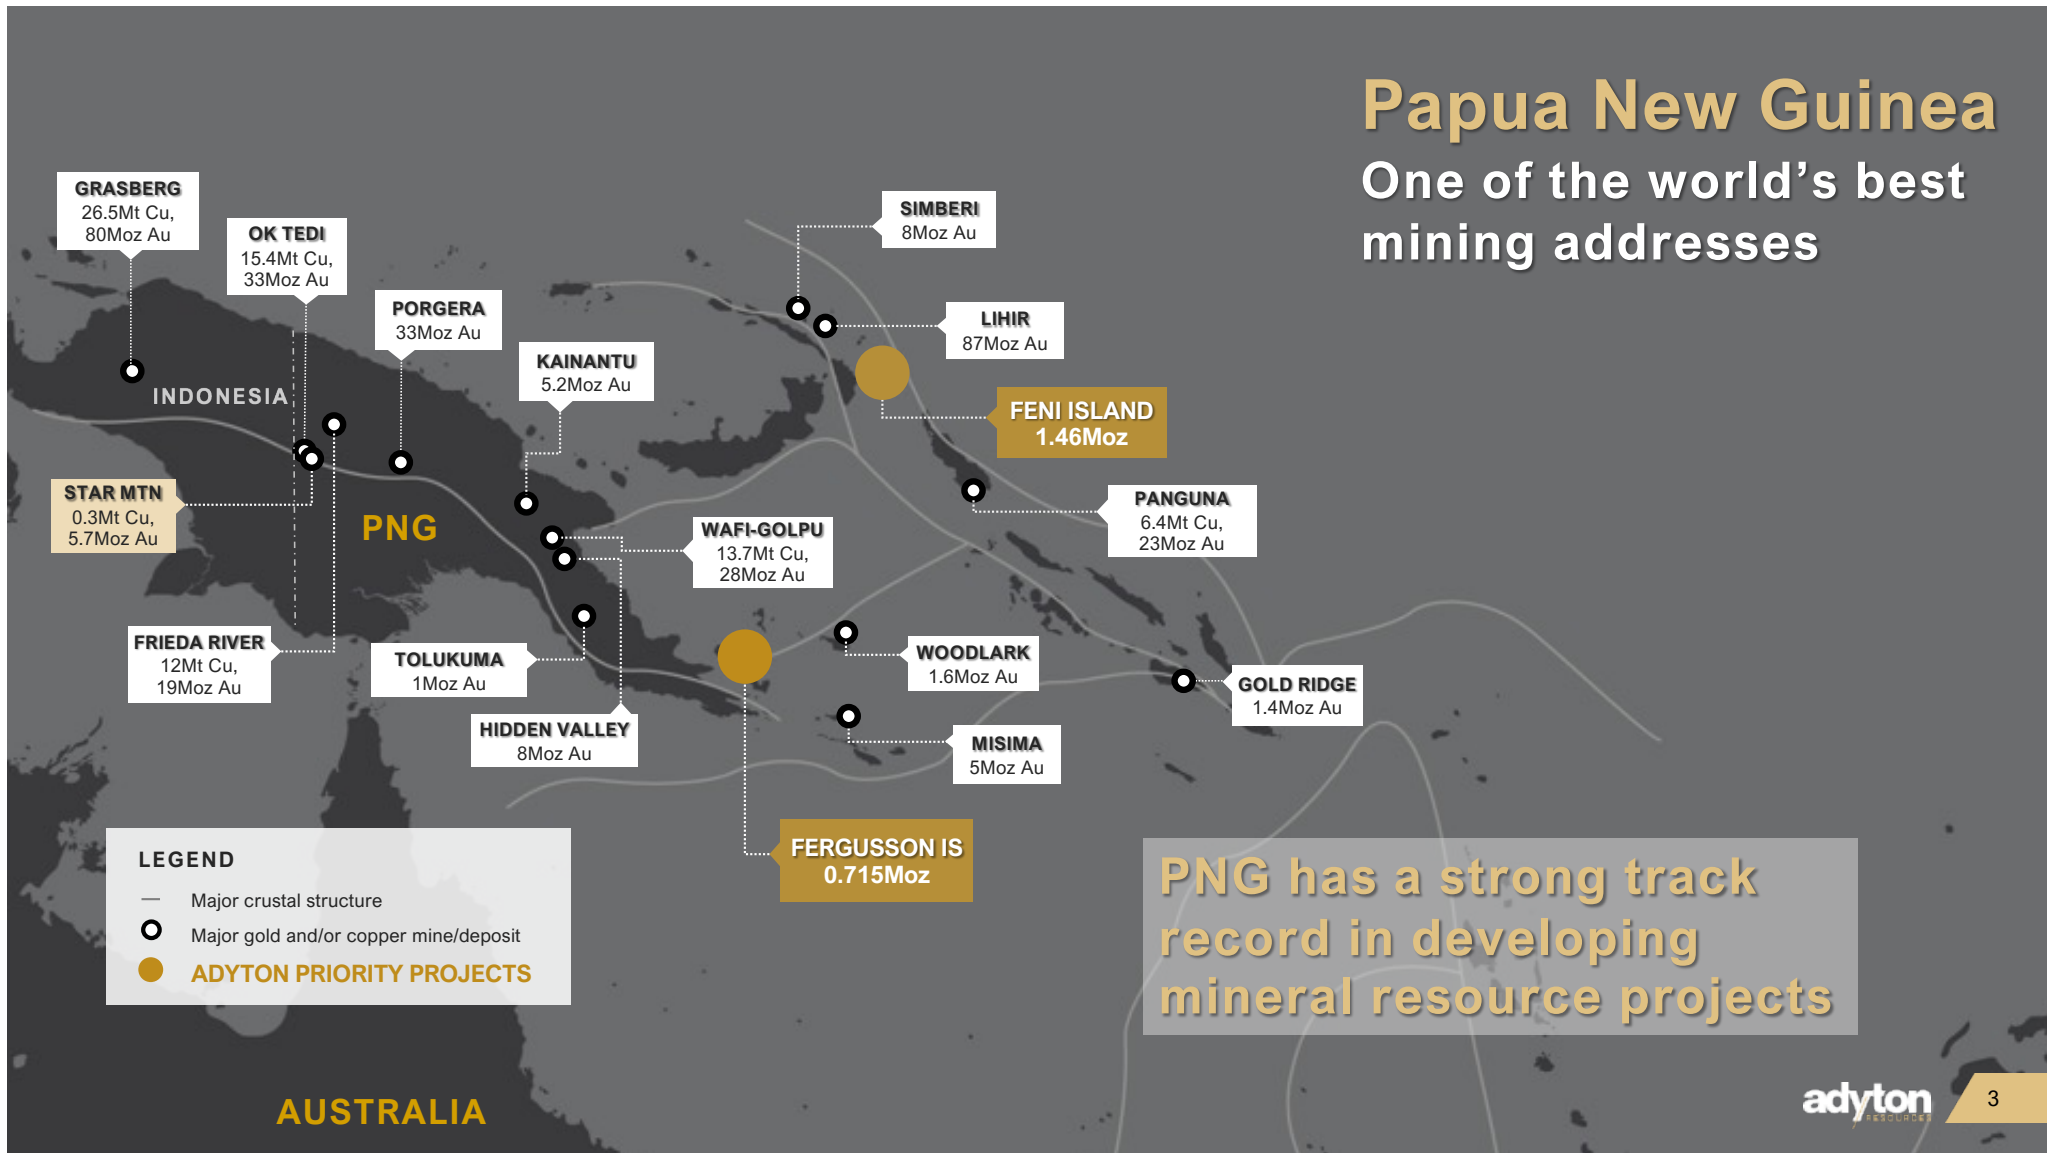 Papua New Guinea
One of the world’s best
mining addresses
GRASBERG
26.5Mt Cu,
80Moz Au
OK TEDI
15.4Mt Cu,
33Moz Au
PORGERA
33Moz Au
KAINANTU
5.2Moz Au
SIMBERI
8Moz Au
LIHIR
87Moz Au
FENI ISLAND
1.46Moz
INDONESIA
STAR MTN
0.3Mt Cu,
5.7Moz Au
PNG
WAFI-GOLPU
13.7Mt Cu,
28Moz Au
PANGUNA
6.4Mt Cu,
23Moz Au
FRIEDA RIVER
12Mt Cu,
19Moz Au
TOLUKUMA
1Moz Au
HIDDEN VALLEY
8Moz Au
WOODLARK
1.6Moz Au
MISIMA
5Moz Au
GOLD RIDGE
1.4Moz Au
FERGUSSON IS
0.715Moz
LEGEND
Major crustal structure
Major gold and/or copper mine/deposit
ADYTON PRIORITY PROJECTS
PNG has a strong track
record in developing
mineral resource projects
AUSTRALIA
adyton
RESOURCES
3